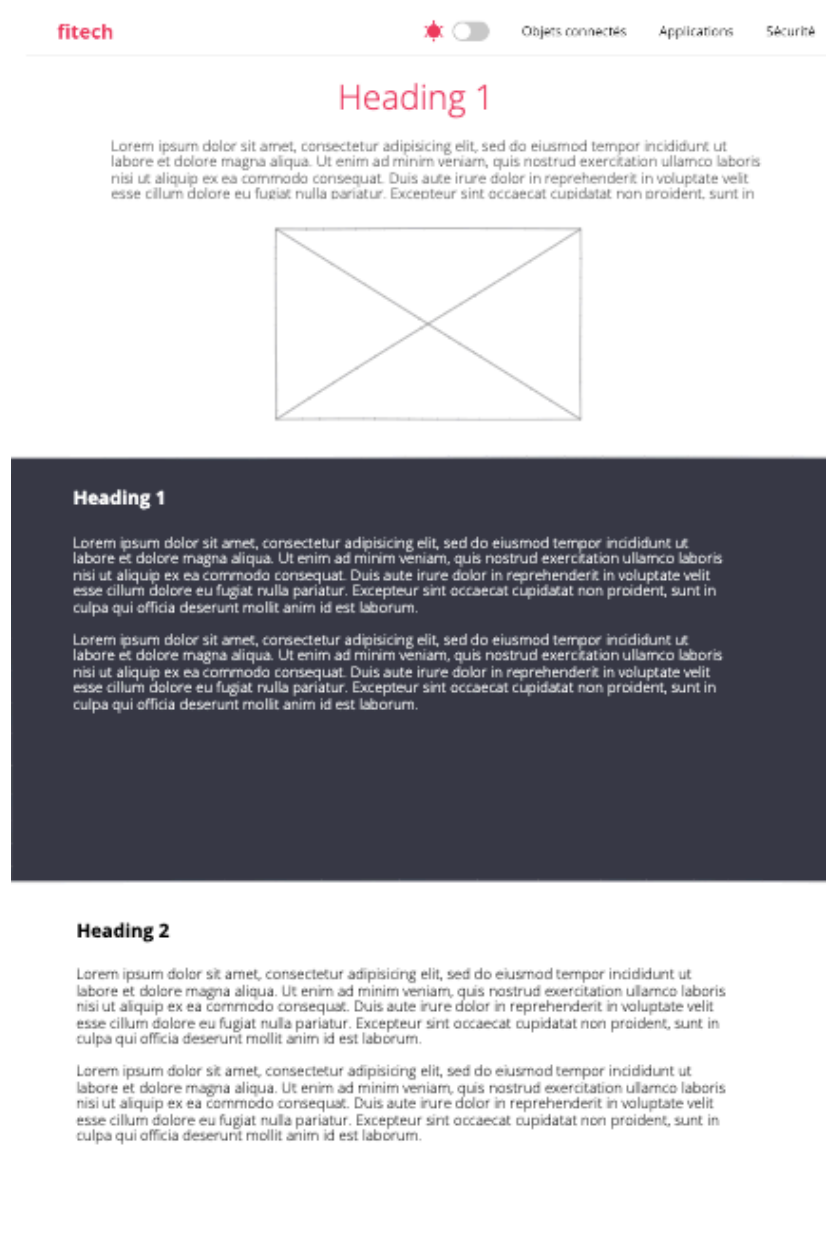 fitech
Objets connectés Applications Sécurité
Heading 1
Lorem ipsum dolor sit amet, consectetur adipisicing elit, sed do eiusmod tempor incididunt ut
labore et dolore magna aliqua. Ut enim ad minim veniam, quis nostrud exercitation ullamco laboris
nisi ut aliquip ex ea commodo consequat. Duis aute irure dolor in reprehenderit in voluptate velit
esse cillum dolore eu fugiat nulla pariatur. Excepteur sint occaecat cupidatat non proident, sunt in
Heading 1
Lorem ipsum dolor sit amet, consectetur adipisicing elit, sed do eiusmod tempor incididunt ut
labore et dolore magna aliqua. Ut enim ad minim veniam, quis nostrud exercitation ullamco laboris
nisi ut aliquip ex ea commodo consequat. Duis aute irure dolor in reprehenderit in voluptate velit
esse cillum dolore eu fugiat nulla pariatur. Excepteur sint occaecat cupidatat non proident, sunt in
culpa qui officia deserunt mollit anim id est laborum.
Lorem ipsum dolor sit amet, consectetur adipisicing elit, sed do eiusmod tempor incididunt ut
labore et dolore magna aliqua. Ut enim ad minim veniam, quis nostrud exercitation ullamco laboris
nisi ut aliquip ex ea commodo consequat. Duis aute irure dolor in reprehenderit in voluptate velit
esse cillum dolore eu fugiat nulla pariatur. Excepteur sint occaecat cupidatat non proident, sunt in
culpa qui officia deserunt mollit anim id est laborum.
Heading 2
Lorem ipsum dolor sit amet, consectetur adipisicing elit, sed do eiusmod tempor incididunt ut
labore et dolore magna aliqua. Ut enim ad minim veniam, quis nostrud exercitation ullamco laboris
nisi ut aliquip ex ea commodo consequat. Duis aute irure dolor in reprehenderit in voluptate velit
esse cillum dolore eu fugiat nulla pariatur. Excepteur sint occaecat cupidatat non proident, sunt in
culpa qui officia deserunt mollit anim id est laborum.
Lorem ipsum dolor sit amet, consectetur adipisicing elit, sed do eiusmod tempor incididunt ut
labore et dolore magna aliqua. Ut enim ad minim veniam, quis nostrud exercitation ullamco laboris
nisi ut aliquip ex ea commodo consequat. Duis aute irure dolor in reprehenderit in voluptate velit
esse cillum dolore eu fugiat nulla pariatur. Excepteur sint occaecat cupidatat non proident, sunt in
culpa qui officia deserunt mollit anim id est laborum.